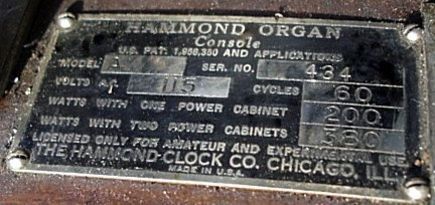 HAMMOND ORGAN
Console
U.S. PAT. 1,956,350 AND APPLICATIONS
MODEL A SER. NO. 434
VOLTS 115 CYCLES 60
WATTS WITH ONE POWER CABINET 200
WATTS WITH TWO POWER CABINETS 380
LICENSED ONLY FOR AMATEUR AND EXPERIMENTAL USE
THE HAMMOND CLOCK CO. CHICAGO, ILL.
MADE IN U.S.A.